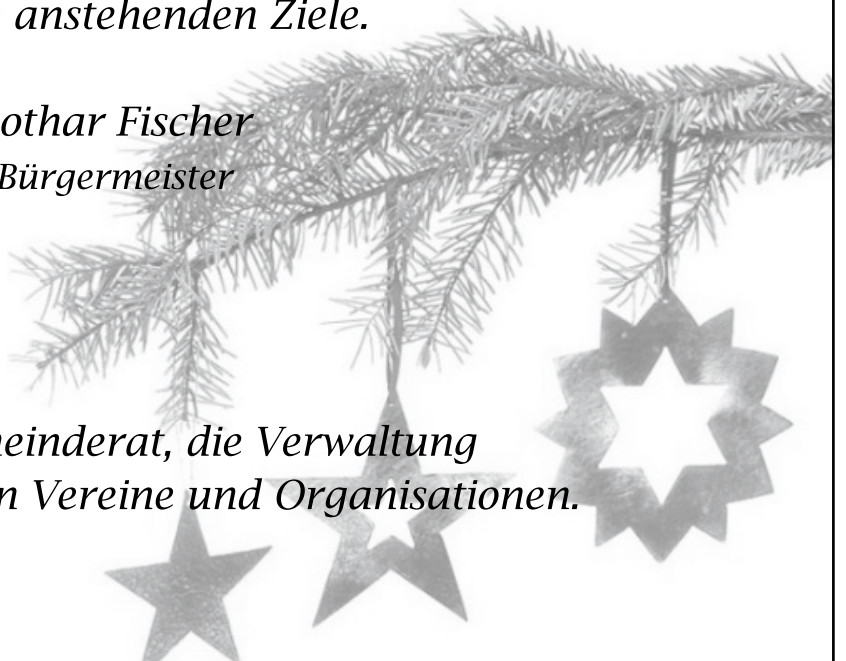 anstehenden Ziele.
othar Fischer
Bürgermeister
einderat, die Verwaltung
n Vereine und Organisationen.